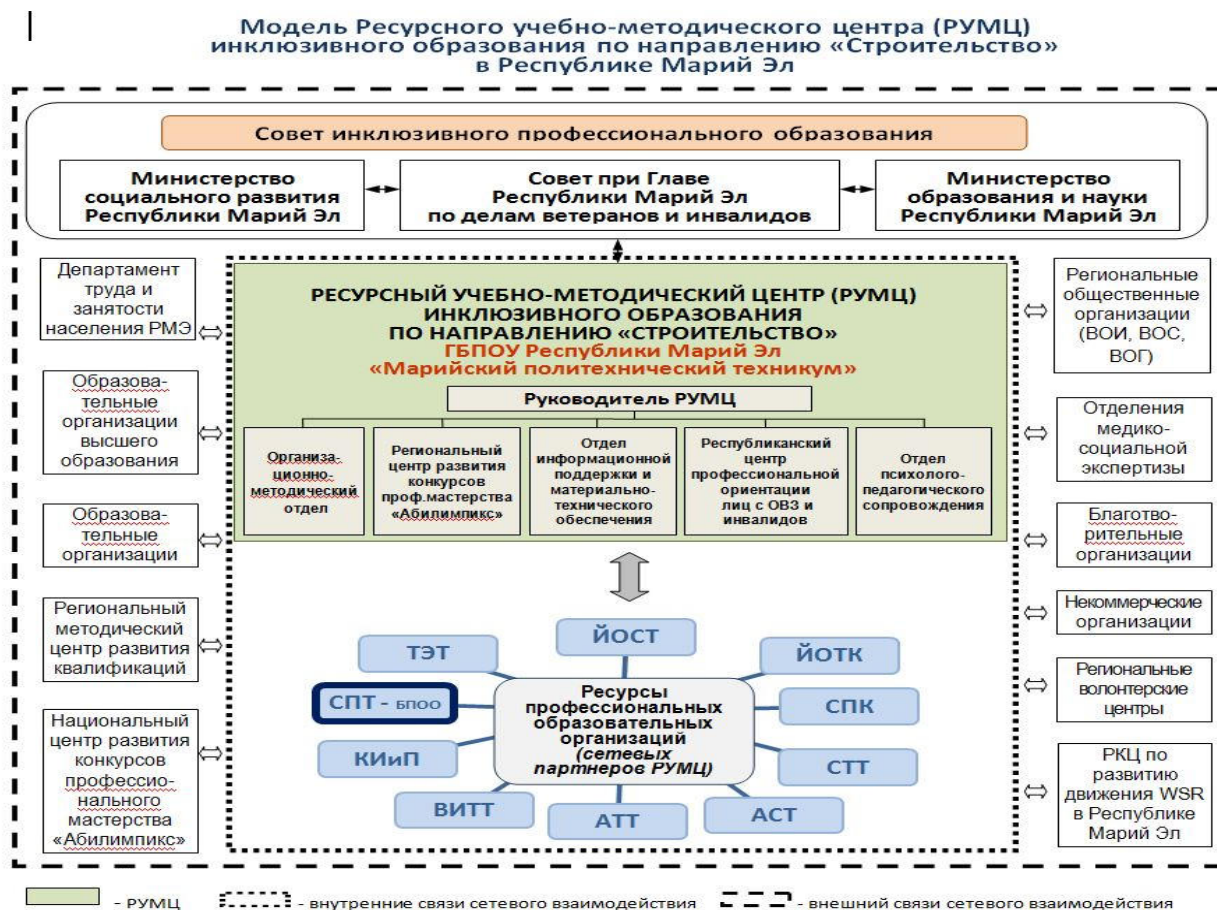 Модель Ресурсного учебно-методического центра (РУМЦ)
инклюзивного образования по направлению «Строительство»
в Республике Марий Эл
Совет инклюзивного профессионального образования
Министерство
социального развития
Республики Марий Эл
Совет при Главе
Республики Марий Эл
по делам ветеранов и инвалидов
Министерство
образования и науки
Республики Марий Эл
Департамент
труда и
занятости
населения РМЭ
Образова-
тельные
организации
высшего
образования
Образова-
тельные
организации
Региональный
методический
центр развития
квалификаций
Национальный
центр развития
конкурсов
профессио-
нального
мастерства
«Абилимпикс»
РЕСУРСНЫЙ УЧЕБНО-МЕТОДИЧЕСКИЙ ЦЕНТР (РУМЦ)
ИНКЛЮЗИВНОГО ОБРАЗОВАНИЯ
ПО НАПРАВЛЕНИЮ «СТРОИТЕЛЬСТВО»
ГБПОУ Республики Марий Эл
«Марийский политехнический техникум»
Руководитель РУМЦ
Организа-
ционно-
методический
отдел
Региональный
центр развития
конкурсов
проф.мастерства
«Абилимпикс»
Отдел
информационной
поддержки и
материально-
технического
обеспечения
Республиканский
центр
профессиональной
ориентации
лиц с ОВЗ и
инвалидов
Отдел
психолого-
педагогического
сопровождения
ЙОСТ
ТЭТ
ЙОТК
СПТ - БПОО
СПК
КИиП
СТТ
ВИТТ
АТТ
АСТ
Ресурсы
профессиональных
образовательных
организаций
(сетевых
партнеров РУМЦ)
Региональные
общественные
организации
(ВОИ, ВОС,
ВОГ)
Отделения
медико-
социальной
экспертизы
Благотво-
рительные
организации
Некоммерческие
организации
Региональные
волонтерские
центры
РКЦ по
развитию
движения WSR
в Республике
Марий Эл
- РУМЦ
- внутренние связи сетевого взаимодействия
- внешний связи сетевого взаимодействия